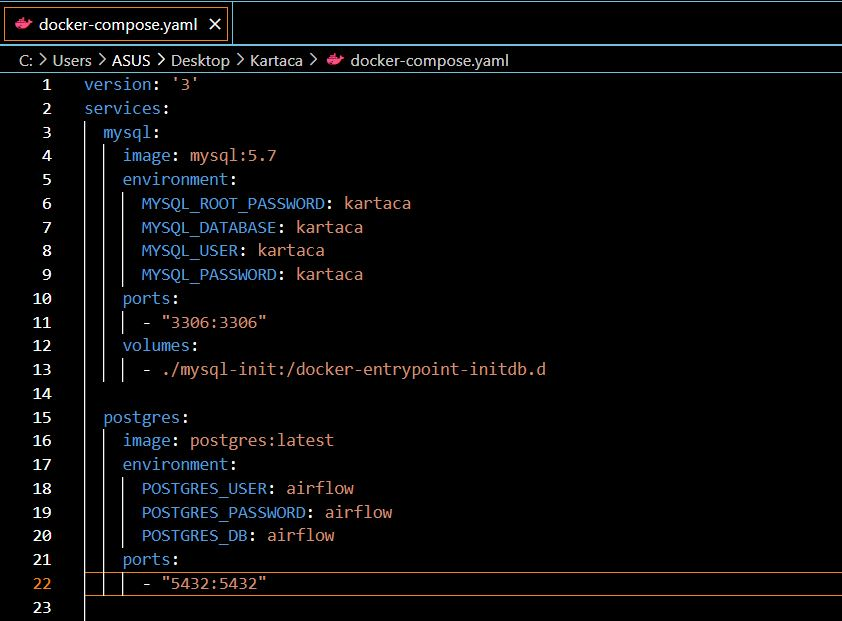 docker-compose.yaml ×
C: > Users > ASUS > Desktop > Kartaca > docker-compose.yaml
1 version: '3'
2 services:
3   mysql:
4     image: mysql:5.7
5     environment:
6       MYSQL_ROOT_PASSWORD: kartaca
7       MYSQL_DATABASE: kartaca
8       MYSQL_USER: kartaca
9       MYSQL_PASSWORD: kartaca
10     ports:
11       - "3306:3306"
12     volumes:
13       - ./mysql-init:/docker-entrypoint-initdb.d
14
15   postgres:
16     image: postgres:latest
17     environment:
18       POSTGRES_USER: airflow
19       POSTGRES_PASSWORD: airflow
20       POSTGRES_DB: airflow
21     ports:
22       - "5432:5432"
23